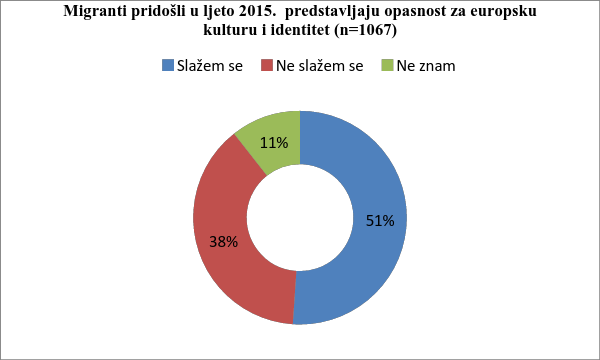 Migranti pridošli u ljeto 2015.  predstavljaju opasnost za europsku
kulturu i identitet (n=1067)
Slažem se Ne slažem se Ne znam
11%
51%
38%